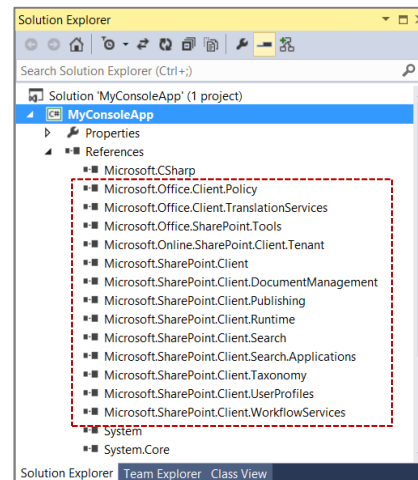 Solution Explorer
Search Solution Explorer (Ctrl+;)
Solution 'MyConsoleApp' (1 project)
C# MyConsoleApp
Properties
References
Microsoft.CSharp
Microsoft.Office.Client.Policy
Microsoft.Office.Client.TranslationServices
Microsoft.Office.SharePoint.Tools
Microsoft.Online.SharePoint.Client.Tenant
Microsoft.SharePoint.Client
Microsoft.SharePoint.Client.DocumentManagement
Microsoft.SharePoint.Client.Publishing
Microsoft.SharePoint.Client.Runtime
Microsoft.SharePoint.Client.Search
Microsoft.SharePoint.Client.Search.Applications
Microsoft.SharePoint.Client.Taxonomy
Microsoft.SharePoint.Client.UserProfiles
Microsoft.SharePoint.Client.WorkflowServices
System
System.Core
Solution Explorer Team Explorer Class View